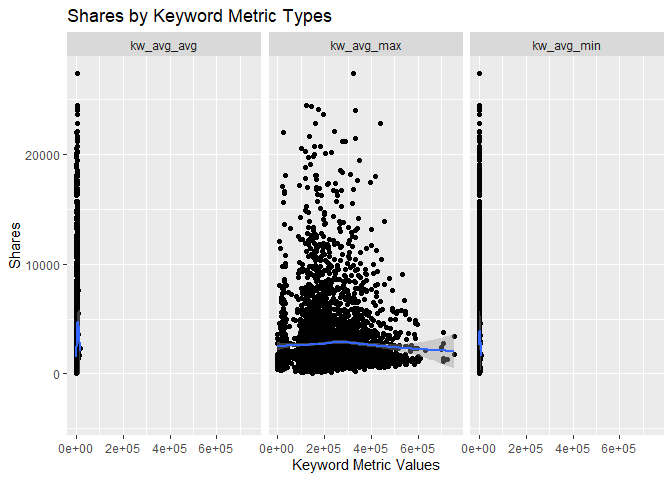 Shares by Keyword Metric Types
kw_avg_avg kw_avg_max kw_avg_min
20000
10000
0
Shares
0e+00 2e+05 4e+05 6e+05 0e+00 2e+05 4e+05 6e+05 0e+00 2e+05 4e+05 6e+05
Keyword Metric Values